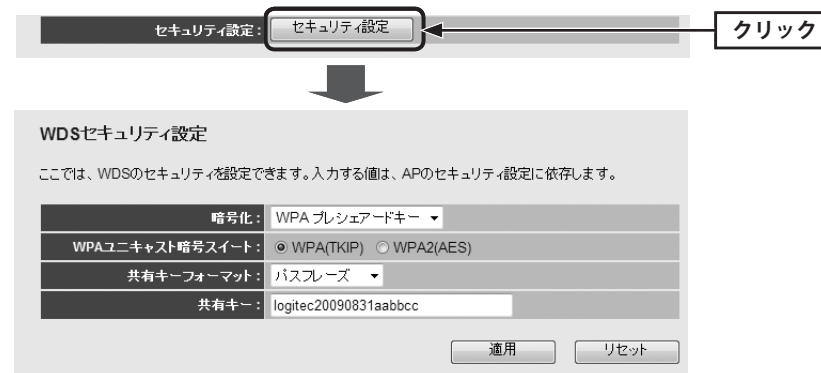 セキュリティ設定： セキュリティ設定
クリック
WDSセキュリティ設定
ここでは、WDSのセキュリティを設定できます。入力する値は、APのセキュリティ設定に依存します。
暗号化： WPA プレシェアードキー
WPAユニキャスト暗号スイート： WPA(TKIP) WPA2(AES)
共有キーフォーマット： パスフレーズ
共有キー： logitec20090831aabbcc
適用 リセット